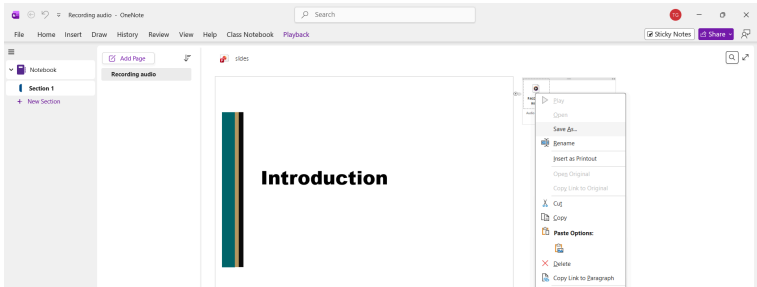 Recording audio - OneNote
Search
TG
File Home Insert Draw History Review View Help Class Notebook Playback
Sticky Notes
Share
Notebook
Section 1
+ New Section
Add Page
Recording audio
slides
Introduction
Play
Open
Save As...
Rename
Insert as Printout
Open Original
Copy Link to Original
Cut
Copy
Paste Options:
Delete
Copy Link to Paragraph